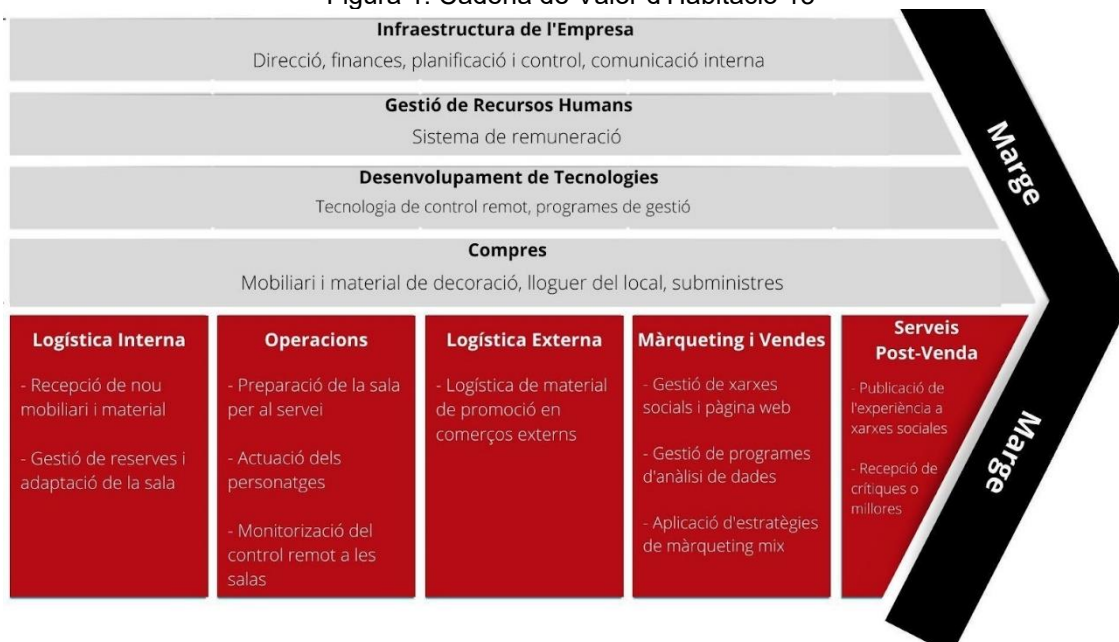 Figura 1. Cadena de Valor d'Habitació
Infraestructura de l'Empresa
Direcció, finances, planificació i control, comunicació interna
Gestió de Recursos Humans
Sistema de remuneració
Desenvolupament de Tecnologies
Tecnologia de control remot, programes de gestió
Compres
Mobiliari i material de decoració, lloguer del local, subministres
Marge
Logística Interna
- Recepció de nou
mobiliari i material
- Gestió de reserves i
adaptació de la sala
Operacions
- Preparació de la sala
per al servei
- Actuació dels
personatges
- Monitorizació del
control remot a les
salas
Logística Externa
- Logística de material
de promoció en
comerços externs
Màrqueting i Vendes
- Gestió de xarxes
socials i pàgina web
- Gestió de programes
d'anàlisi de dades
- Aplicació d'estratègies
de màrqueting mix
Serveis
Post-Venda
- Publicació de
l'experiència a
xarxes sociales
- Recepció de
crítiques o
millores
Marge